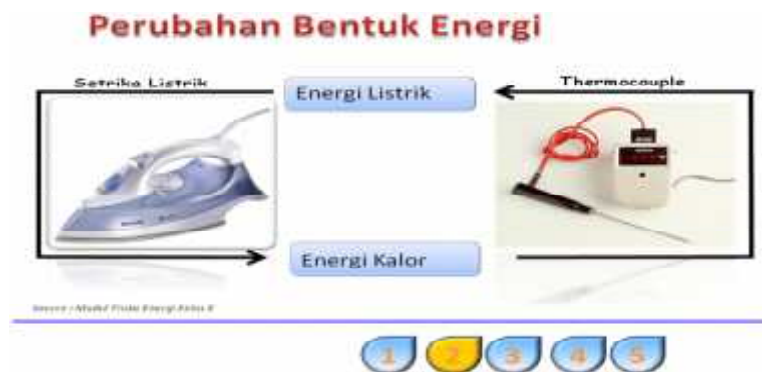 Perubahan Bentuk Energi
Setrika Listrik
Energi Listrik
Thermocouple
Energi Kalor
1 2 3 4 5